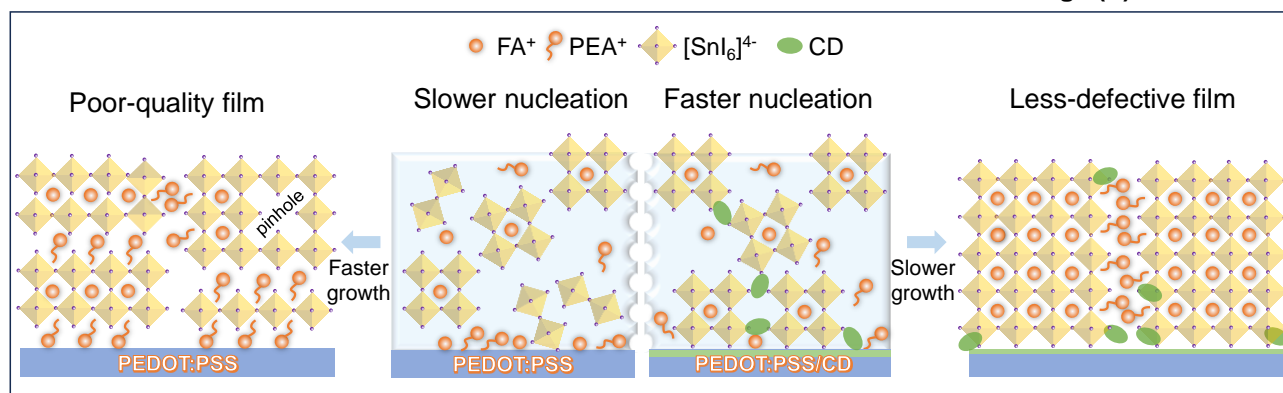 FA+ PEA+ [SnI6]4- CD
Poor-quality film
Slower nucleation
Faster nucleation
Less-defective film
pinhole
Faster
growth
Slower
growth
PEDOT:PSS
PEDOT:PSS
PEDOT:PSS/CD